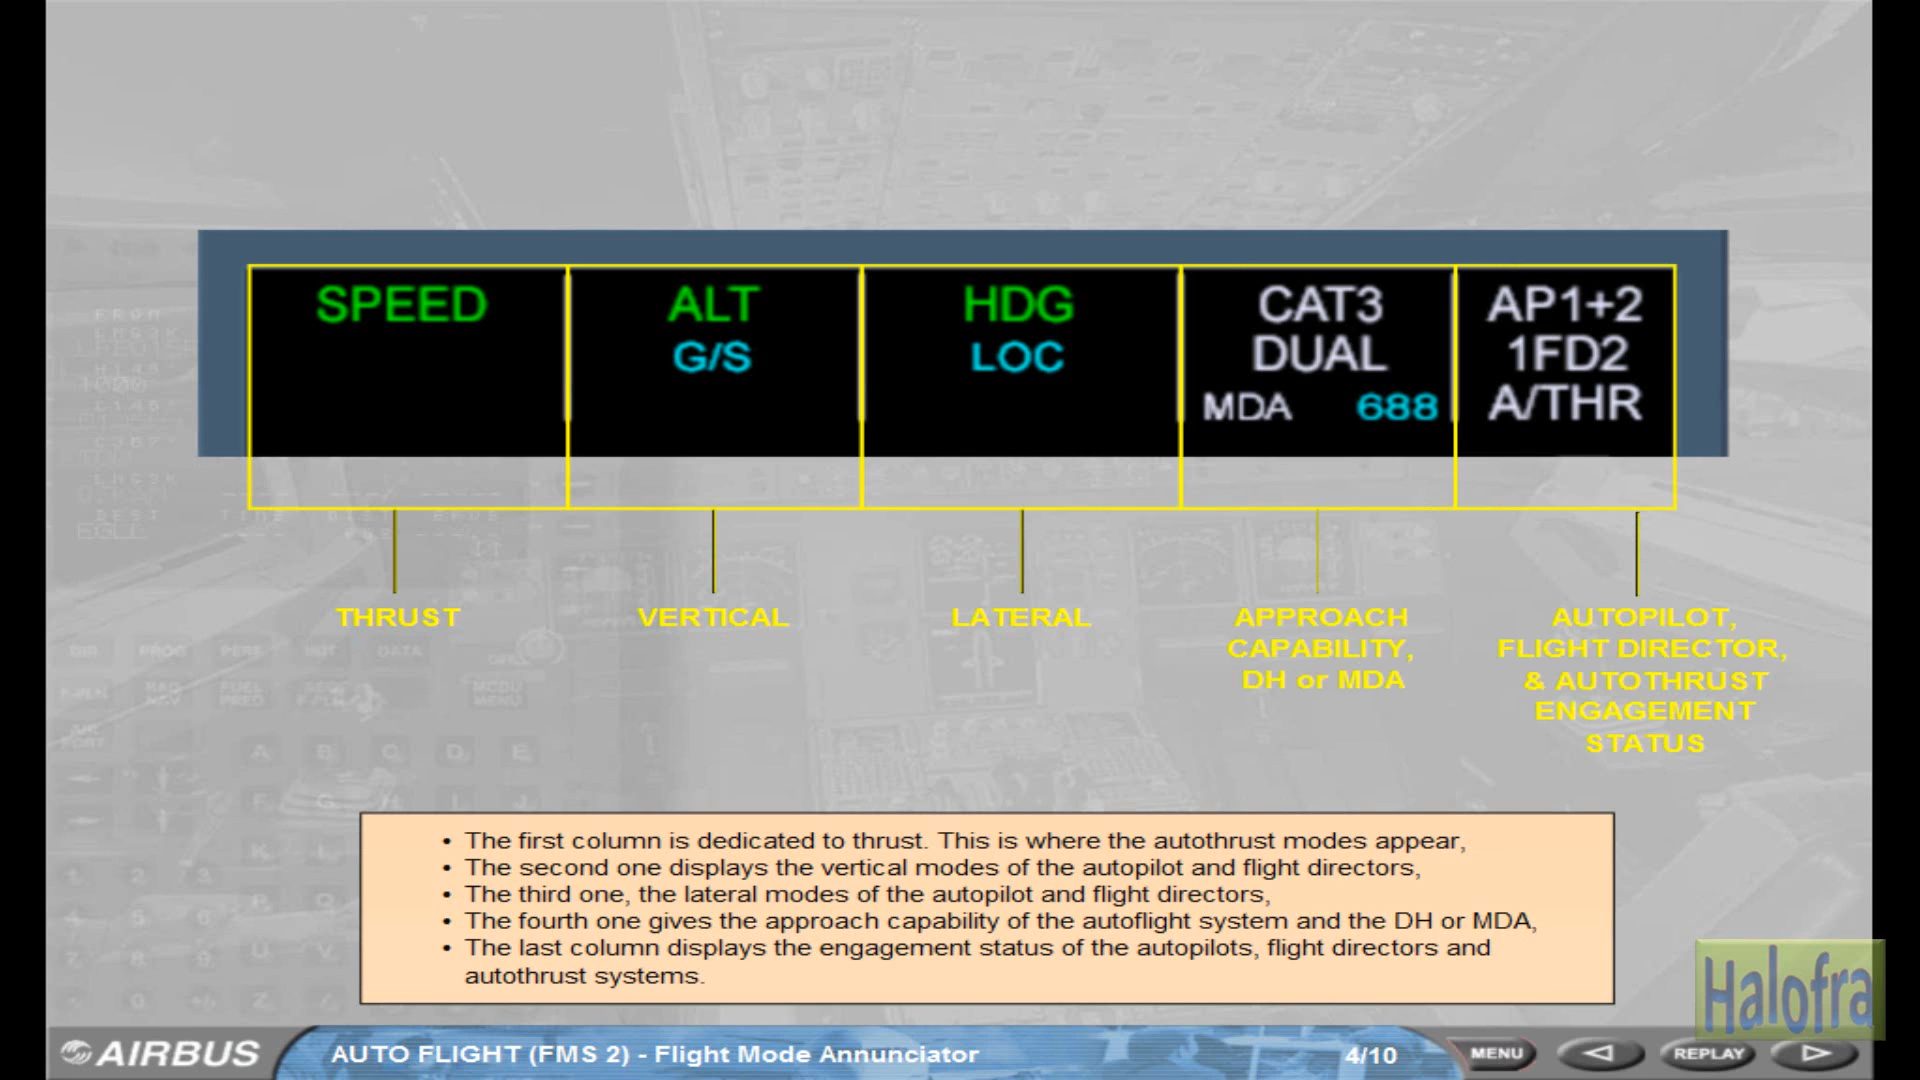 SPEED ALT HDG CAT3 AP1+2
G/S LOC DUAL 1FD2
MDA 688 A/THR
THRUST VERTICAL LATERAL
APPROACH
CAPABILITY,
DH or MDA
AUTOPILOT,
FLIGHT DIRECTOR,
& AUTOTHRUST
ENGAGEMENT
STATUS
• The first column is dedicated to thrust. This is where the autothrust modes appear,
• The second one displays the vertical modes of the autopilot and flight directors,
• The third one, the lateral modes of the autopilot and flight directors,
• The fourth one gives the approach capability of the autoflight system and the DH or MDA,
• The last column displays the engagement status of the autopilots, flight directors and
autothrust systems.
Halofra
AIRBUS AUTO FLIGHT (FMS 2) - Flight Mode Annunciator 4/10 MENU REPLAY